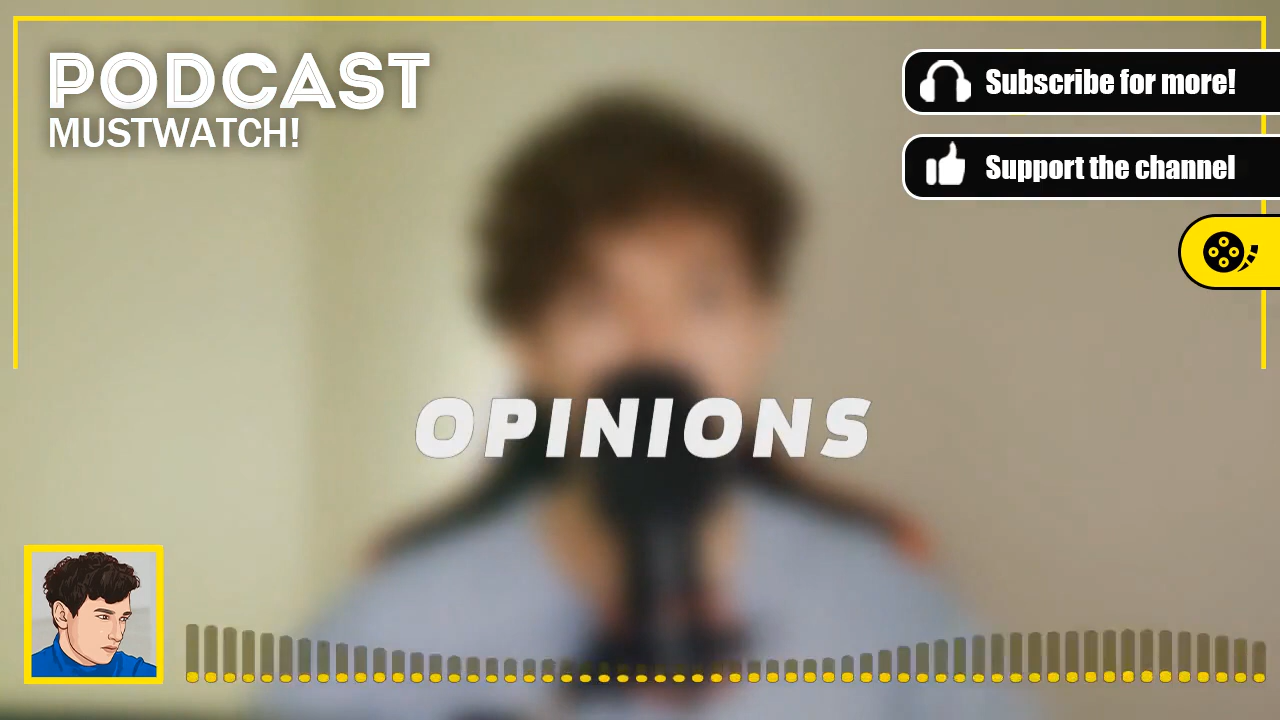 PODCAST
MUSTWATCH!
Subscribe for more!
Support the channel
OPINIONS